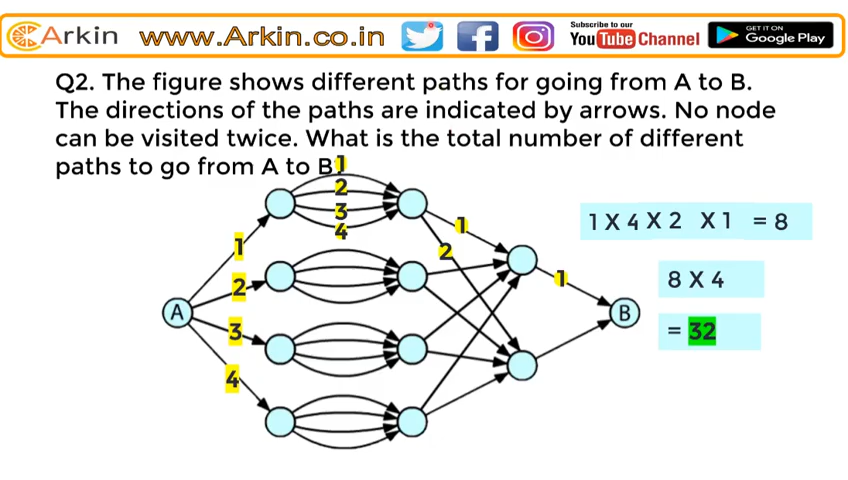 Arkin www.Arkin.co.in Subscribe to our YouTube Channel GET IT ON Google Play
Q2. The figure shows different paths for going from A to B.
The directions of the paths are indicated by arrows. No node
can be visited twice. What is the total number of different
paths to go from A to B?
1
2
3
4
1
2
3
4
1
2
1
A
B
1 X 4 X 2 X 1 = 8
8 X 4
= 32